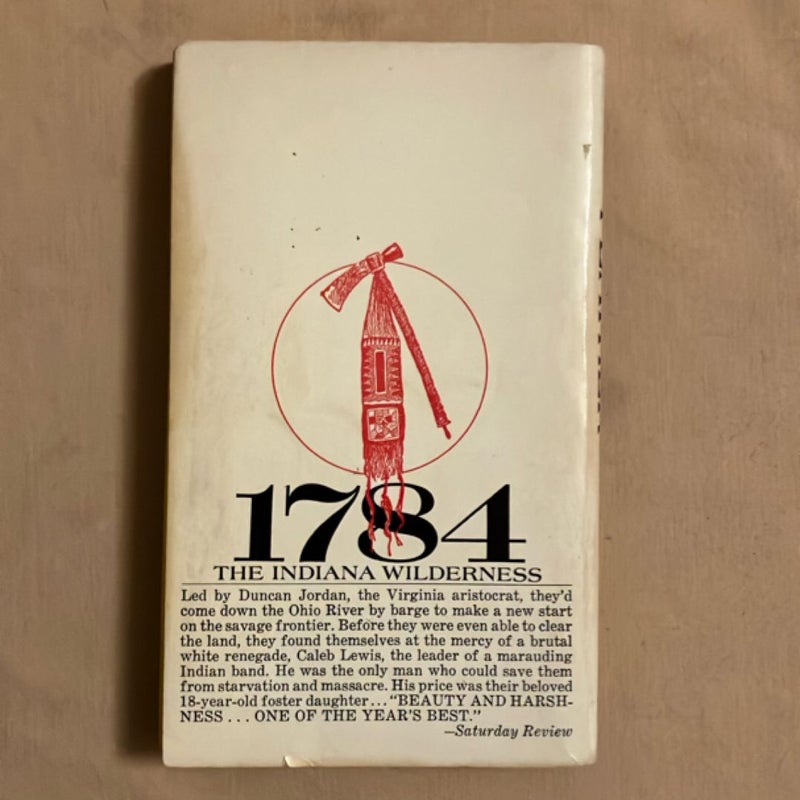 1784
THE INDIANA WILDERNESS
Led by Duncan Jordan, the Virginia aristocrat, they'd
come down the Ohio River by barge to make a new start
on the savage frontier. Before they were even able to clear
the land, they found themselves at the mercy of a brutal
white renegade, Caleb Lewis, the leader of a marauding
Indian band. He was the only man who could save them
from starvation and massacre. His price was their beloved
18-year-old foster daughter... "BEAUTY AND HARSH-
NESS ... ONE OF THE YEAR'S BEST."
—Saturday Review